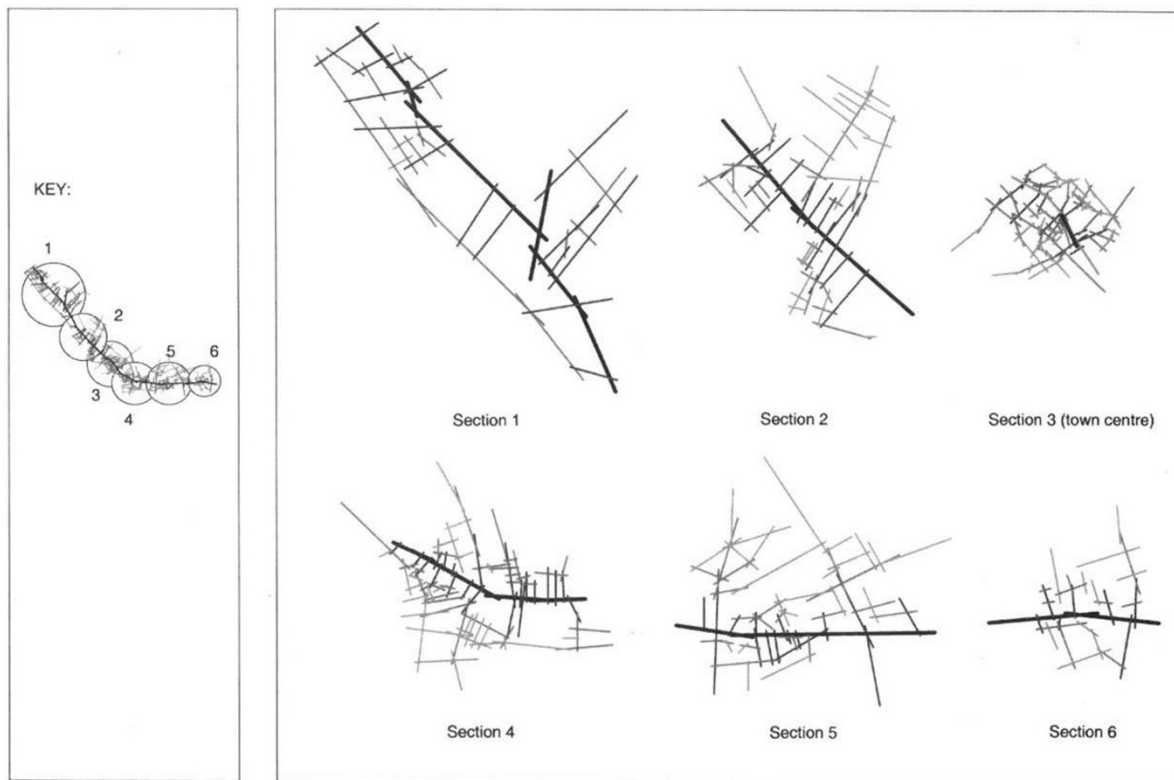 KEY:
1
2
3
4
5
6
Section 1
Section 2
Section 3 (town centre)
Section 4
Section 5
Section 6